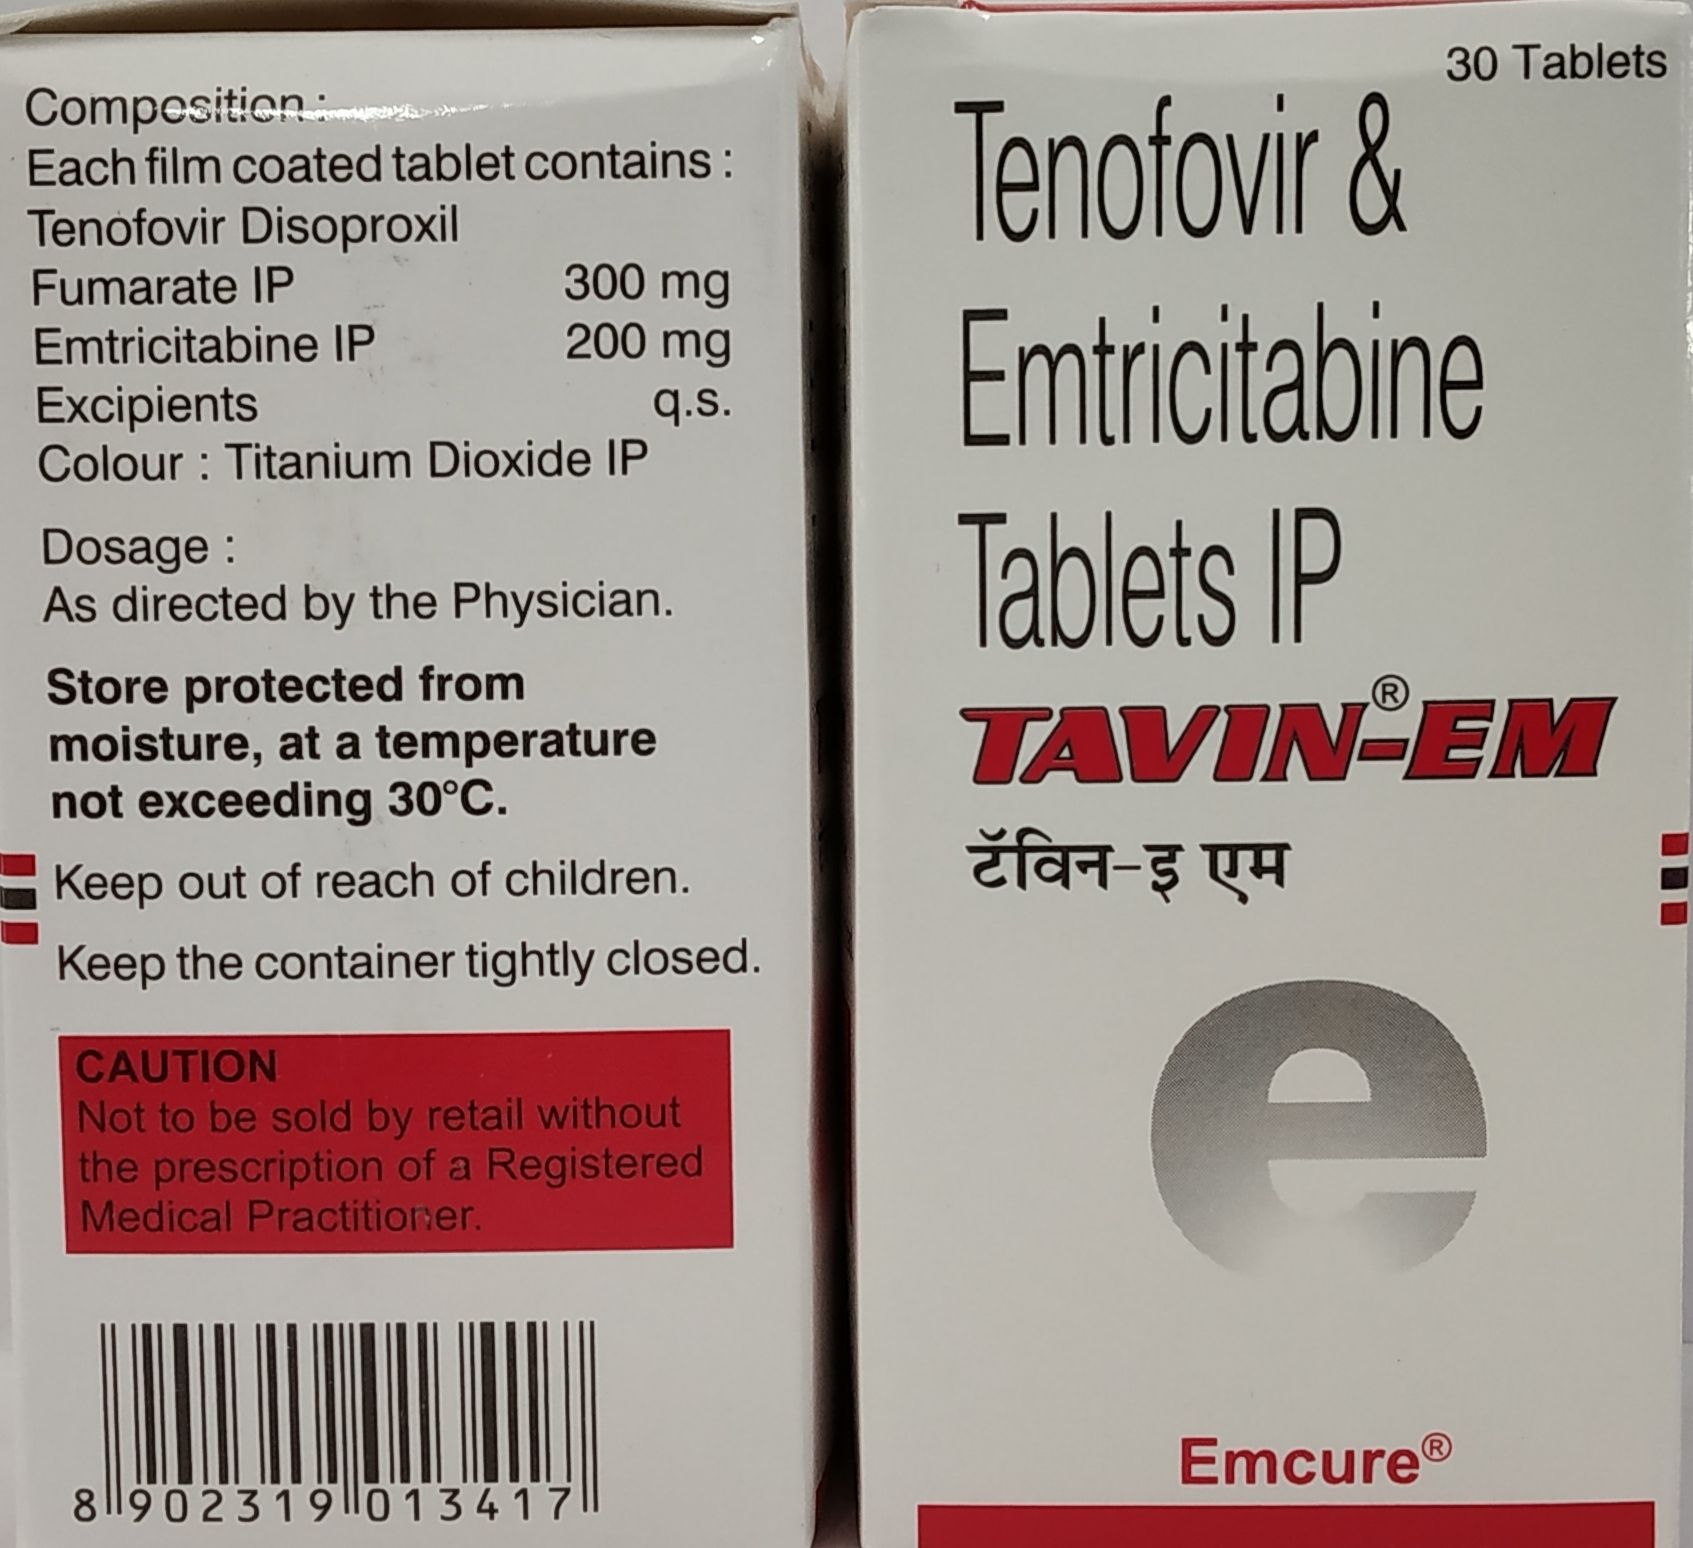 Composition :
Each film coated tablet contains :
Tenofovir Disoproxil
Fumarate IP 300 mg
Emtricitabine IP 200 mg
Excipients q.s.
Colour : Titanium Dioxide IP
Dosage :
As directed by the Physician.
Store protected from
moisture, at a temperature
not exceeding 30°C.
Keep out of reach of children.
Keep the container tightly closed.
CAUTION
Not to be sold by retail without
the prescription of a Registered
Medical Practitioner.
8 902319 013417
30 Tablets
Tenofovir &
Emtricitabine
Tablets IP
TAVIN®-EM
टॅविन-इ एम
e
Emcure®